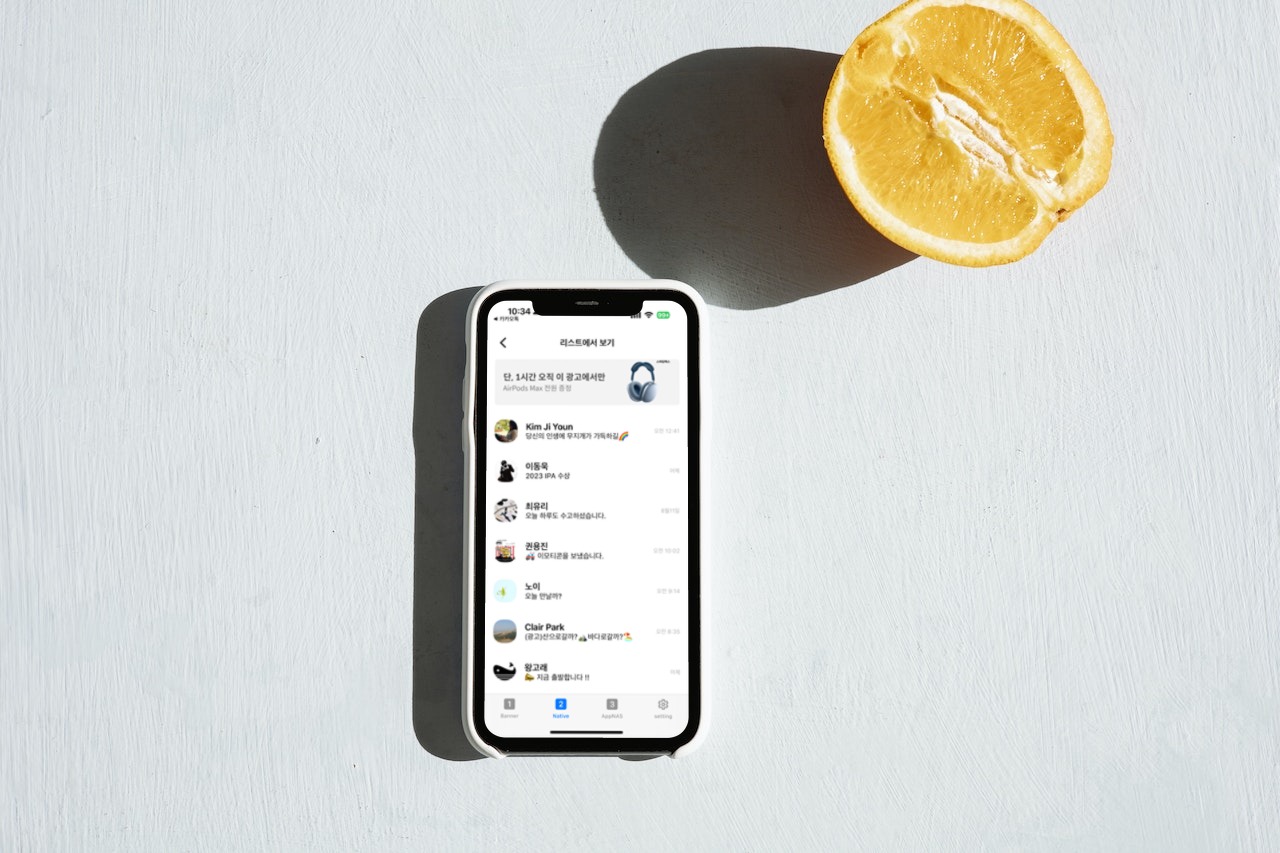 10:34
◀ 카카오톡
99+
리스트에서 보기
단, 1시간 오직 이 광고에서만
AirPods Max 전원 증정
Kim Ji Youn
당신의 인생에 무지개가 가득하길🌈
오전 12:41
이동욱
2023 IPA 수상
어제
최유리
오늘 하루도 수고하셨습니다.
권용진
이모티콘을 보냈습니다.
오전 10:02
노이
오늘 만날까?
오전 9:14
Clair Park
(광고)산으로갈까?🏔️바다로갈까?🏖️
왕고래
지금 출발합니다 !!
어제
1
2
3
Banner
Native
AppNAS
setting